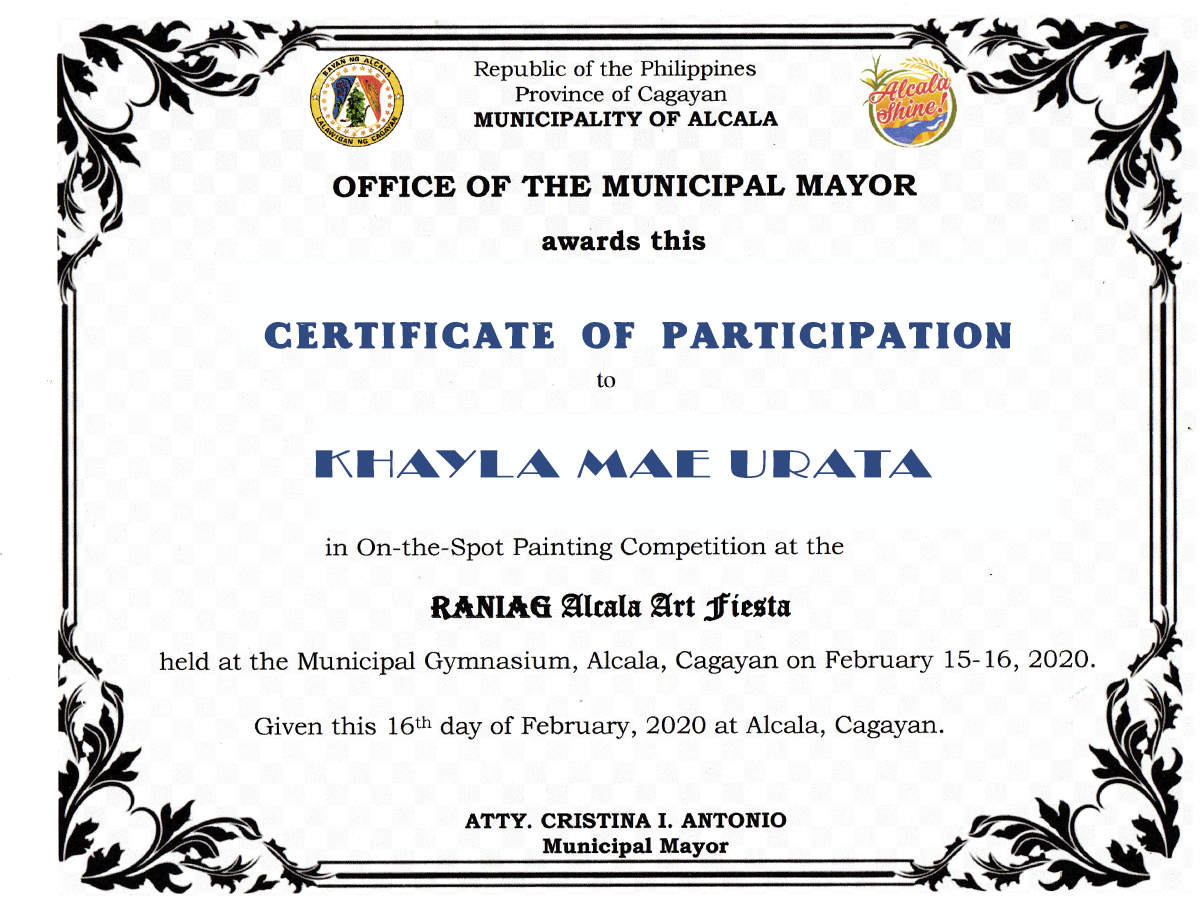 BAYAN NG ALCALA
LALAWIGAN NG CAGAYAN
Republic of the Philippines
Province of Cagayan
MUNICIPALITY OF ALCALA
Alcala
Shine!
OFFICE OF THE MUNICIPAL MAYOR
awards this
CERTIFICATE OF PARTICIPATION
to
KHAYLA MAE URATA
in On-the-Spot Painting Competition at the
RANIAG Alcala Art Fiesta
held at the Municipal Gymnasium, Alcala, Cagayan on February 15-16, 2020.
Given this 16th day of February, 2020 at Alcala, Cagayan.
ATTY. CRISTINA I. ANTONIO
Municipal Mayor